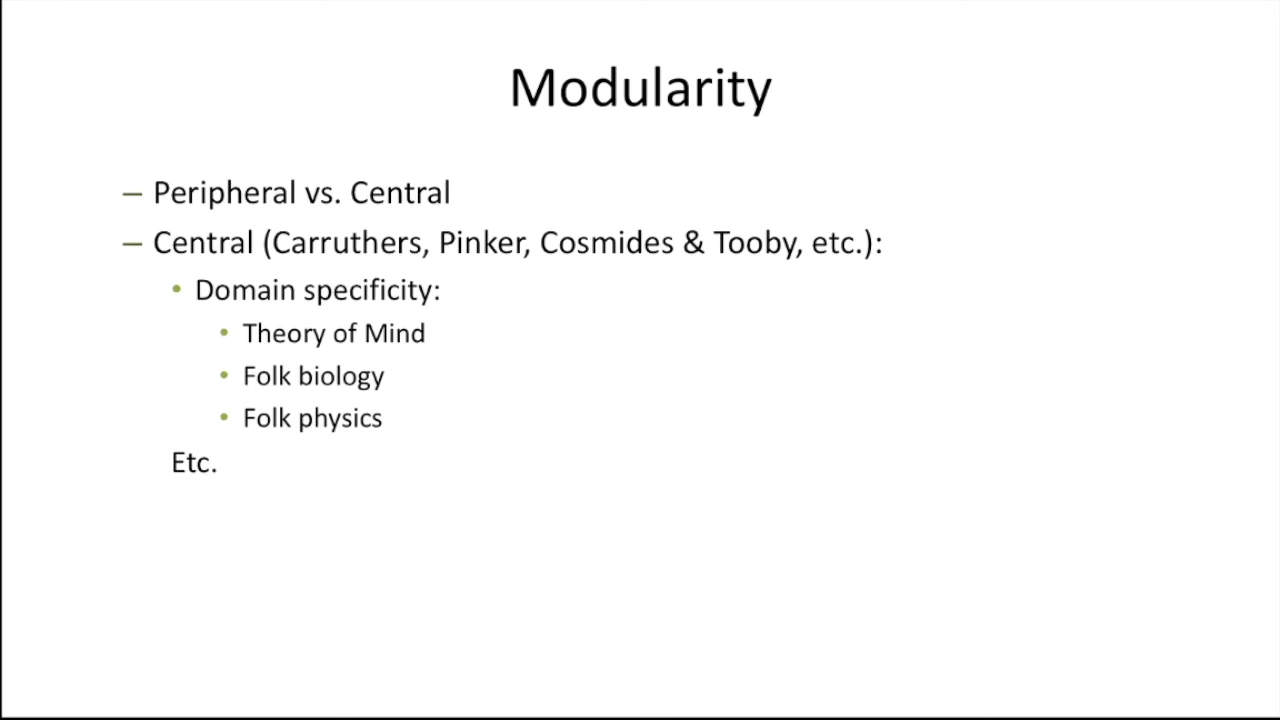 Modularity
– Peripheral vs. Central
– Central (Carruthers, Pinker, Cosmides & Tooby, etc.):
• Domain specificity:
• Theory of Mind
• Folk biology
• Folk physics
Etc.